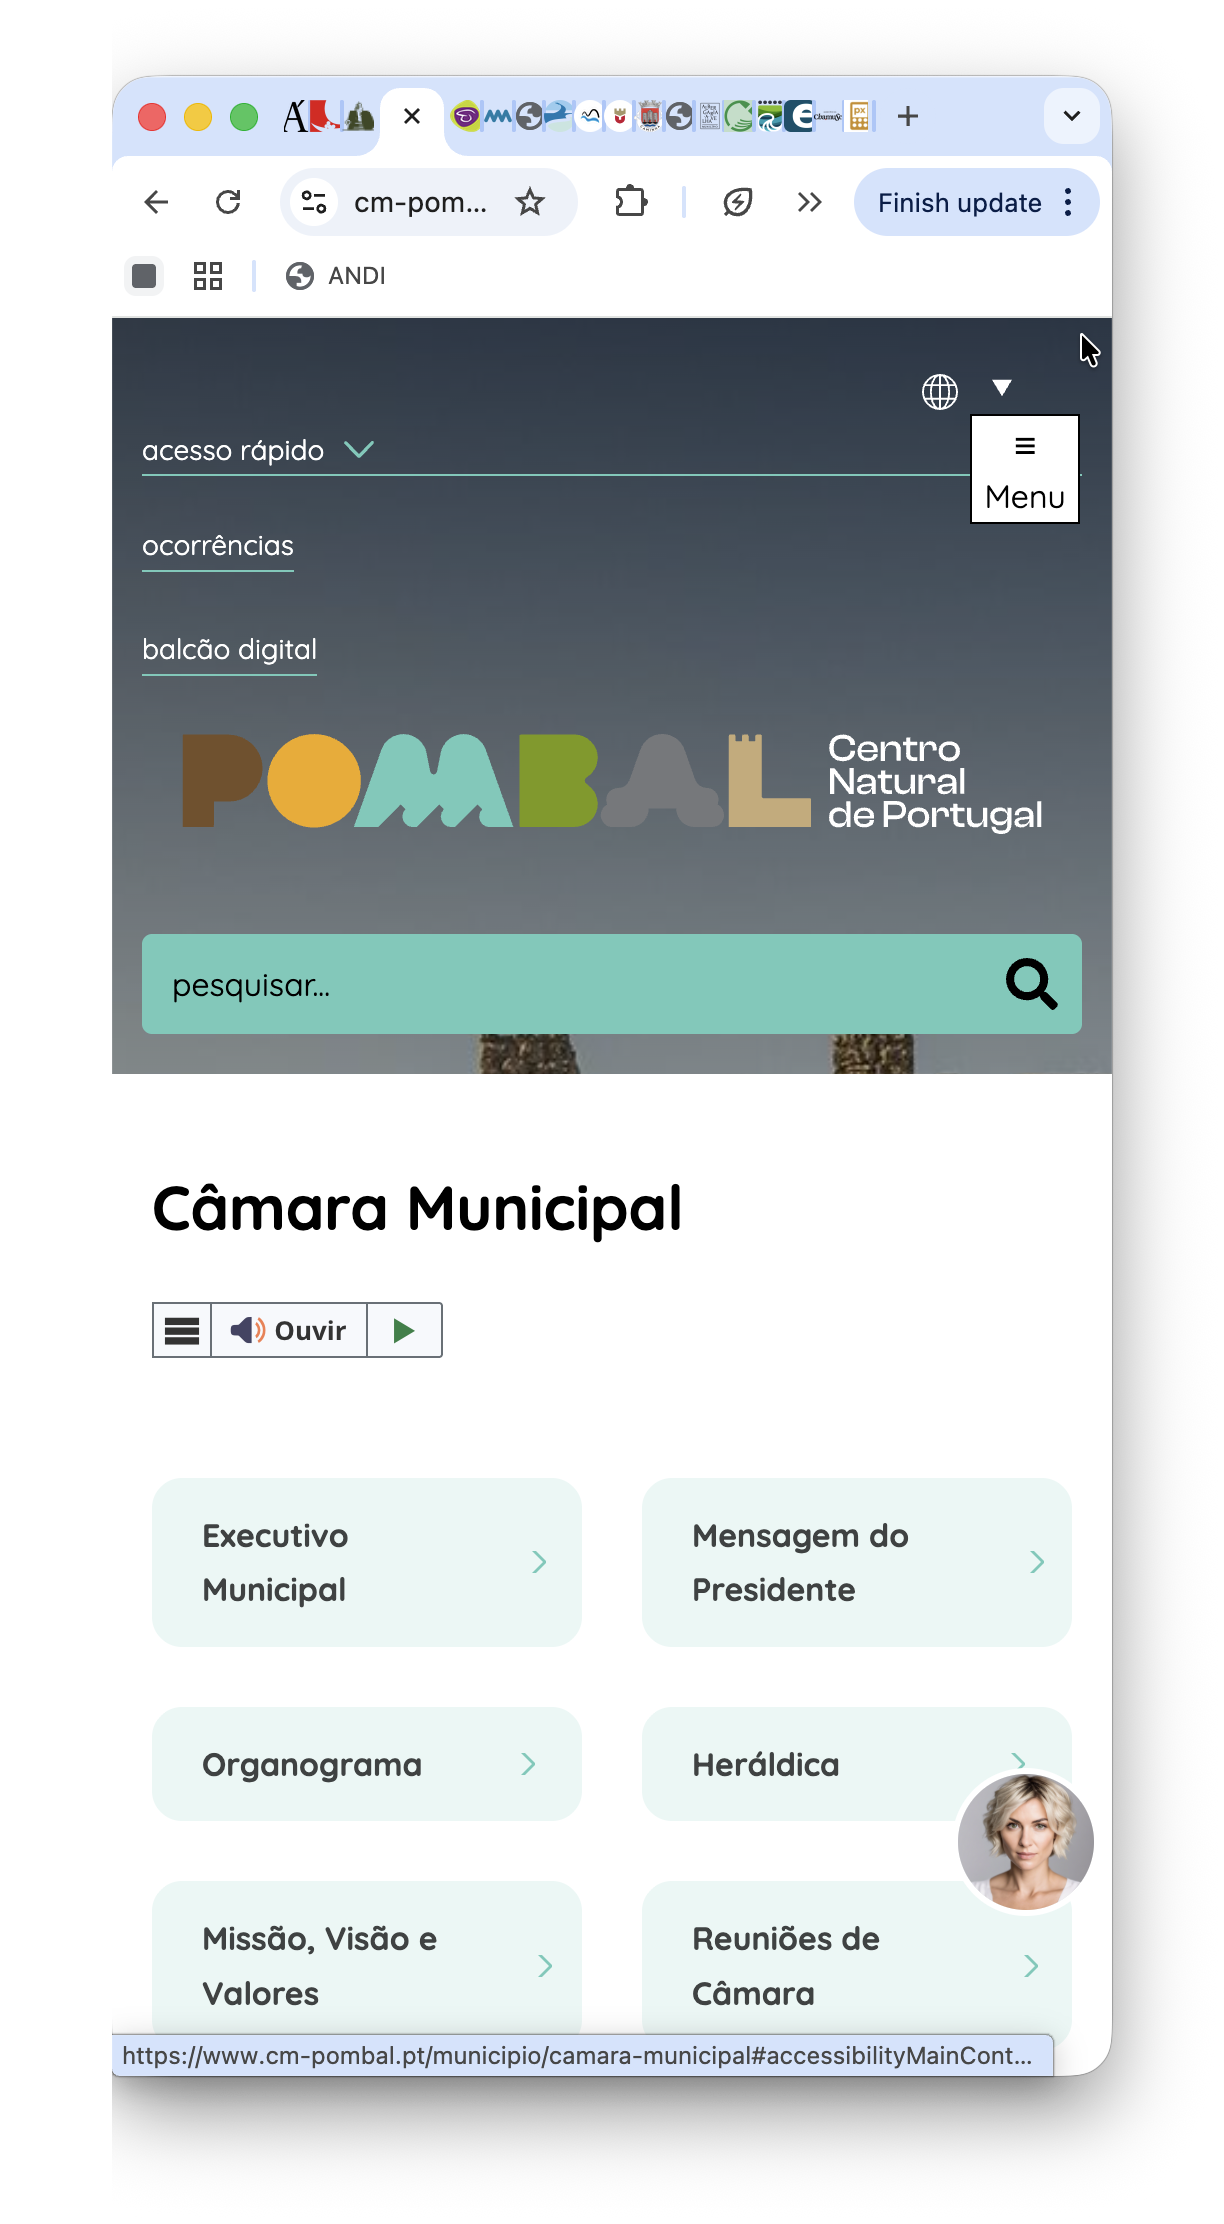 cm-pom...
Finish update
ANDI
acesso rápido
Menu
ocorrências
balcão digital
POMBAL
Centro
Natural
de Portugal
pesquisar...
Câmara Municipal
Ouvir
Executivo
Municipal
Mensagem do
Presidente
Organograma
Heráldica
Missão, Visão e
Valores
Reuniões de
Câmara
https://www.cm-pombal.pt/municipio/camara-municipal#accessibilityMainCont...